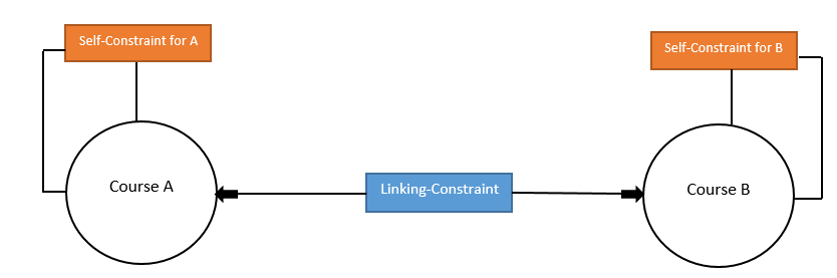 Self-Constraint for A
Self-Constraint for B
Course A
Linking-Constraint
Course B